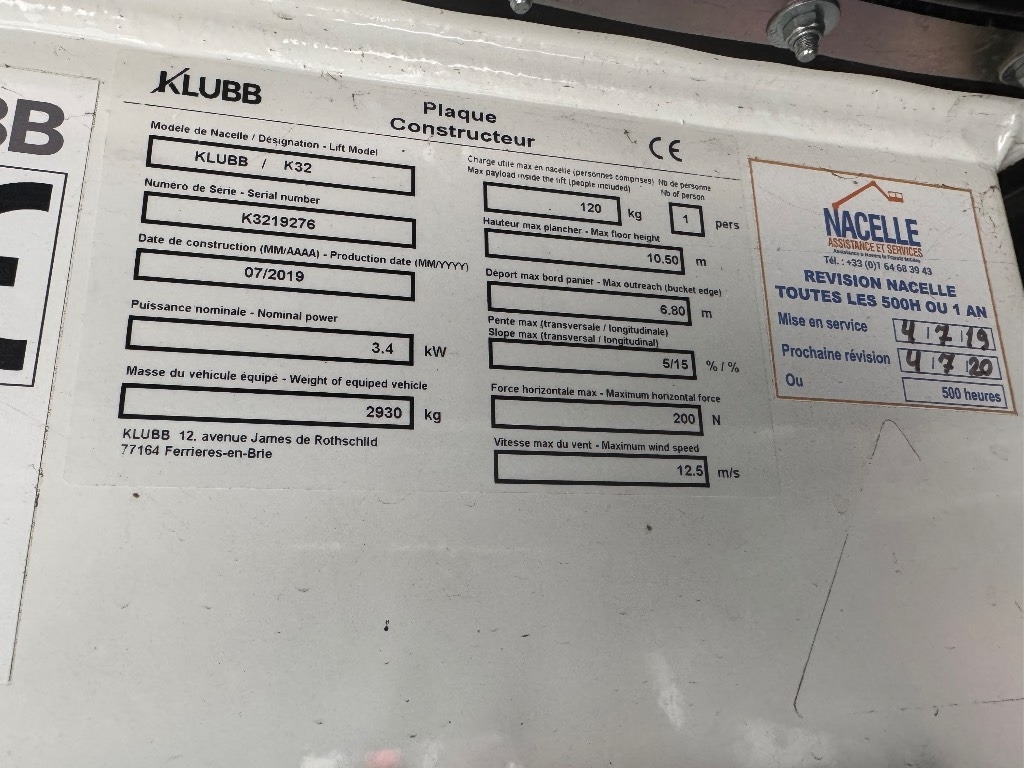 BB
KLUBB
Plaque
Constructeur
CE
Modele de Nacelle / Désignation - Lift Model
KLUBB / K32
Numero de Serie - Serial number
K3219276
Date de construction (MM/AAAA) - Production date (MM/YYYY)
07/2019
Puissance nominale - Nominal power
3.4 kW
Masse du véhicule équipé - Weight of equiped vehicle
2930 kg
KLUBB 12, avenue James de Rothschild
77164 Ferrieres-en-Brie
Charge utile max en nacelle (personnes comprises) Nb de personne
Max payload inside the lift (people included) Nb of person
120 kg 1 pers
Hauteur max plancher - Max floor height
10.50 m
Déport max bord panier - Max outreach (bucket edge)
6.80 m
Pente max (transversale / longitudinale)
Slope max (transversal / longitudinal)
5/15 % / %
Force horizontale max - Maximum horizontal force
200 N
Vitesse max du vent - Maximum wind speed
12.5 m/s
NACELLE
ASSISTANCE ET SERVICES
Tél. : +33 (0)1 64 68 39 43
REVISION NACELLE
TOUTES LES 500H OU 1 AN
Mise en service 4 7 19
Prochaine révision 4 7 20
Ou 500 heures